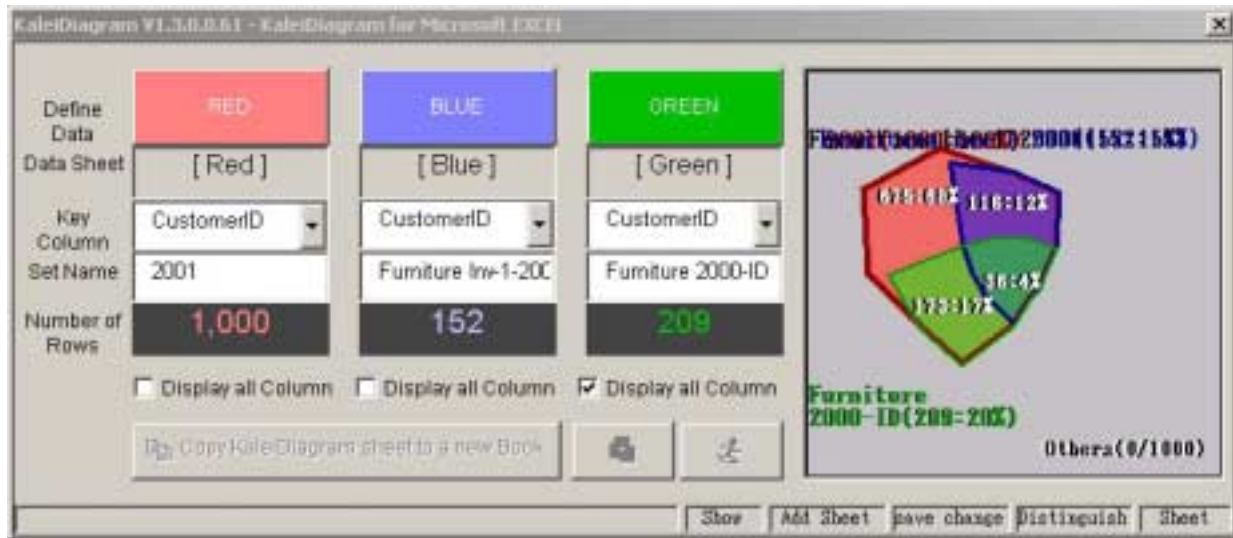 KaleiDiagram V1.3.0.0.61 - KaleiDiagram for Microsoft EXCEL
Define Data
RED
BLUE
GREEN
Data Sheet
[ Red ]
[ Blue ]
[ Green ]
Key Column
CustomerID
CustomerID
CustomerID
Set Name
2001
Furniture Inv-1-200
Furniture 2000-ID
Number of Rows
1,000
152
209
Display all Column
Display all Column
Display all Column
Copy KaleiDiagram sheet to a new Book
675:68%
116:12%
36:4%
173:17%
Furniture
2000-ID(209=20%)
Others(0/1000)
Show
Add Sheet
save change
Distinguish
Sheet